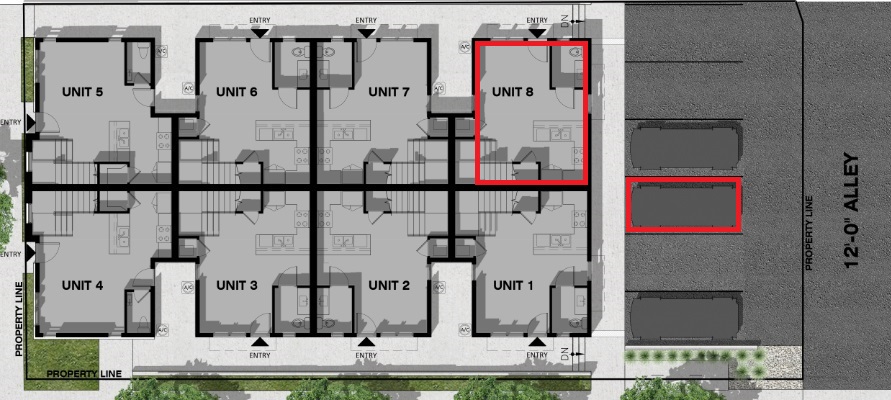 ENTRY
ENTRY
ENTRY
DN
A/C
A/C
UNIT 5
UNIT 6
UNIT 7
UNIT 8
A/C
A/C
ENTRY
12'-0" ALLEY
PROPERTY LINE
ENTRY
UNIT 4
UNIT 3
UNIT 2
UNIT 1
PROPERTY LINE
A/C
A/C
ENTRY
ENTRY
ENTRY
DN
PROPERTY LINE